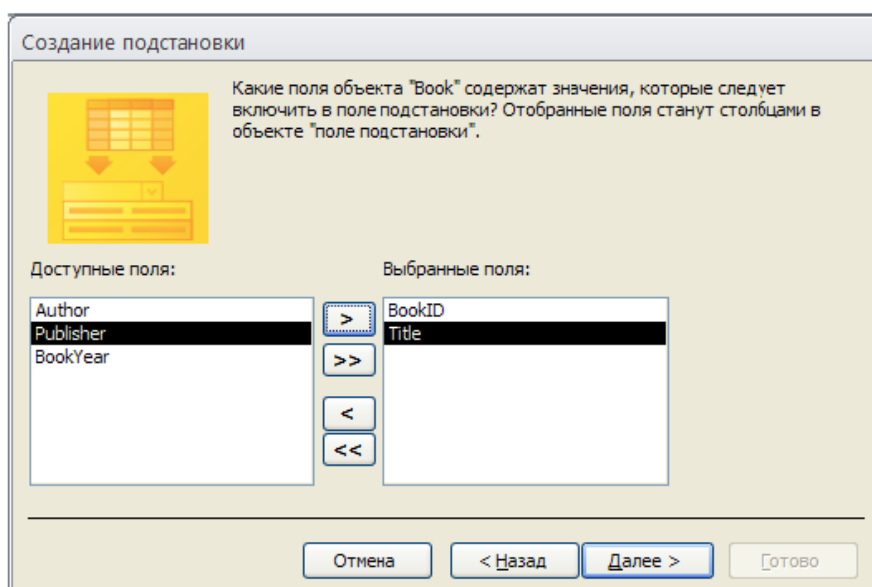 Создание подстановки
Какие поля объекта "Book" содержат значения, которые следует
включить в поле подстановки? Отобранные поля станут столбцами в
объекте "поле подстановки".
Доступные поля:
Выбранные поля:
Author
Publisher
BookYear
>
>>
<
<<
BookID
Title
Отмена
< Назад
Далее >
Готово